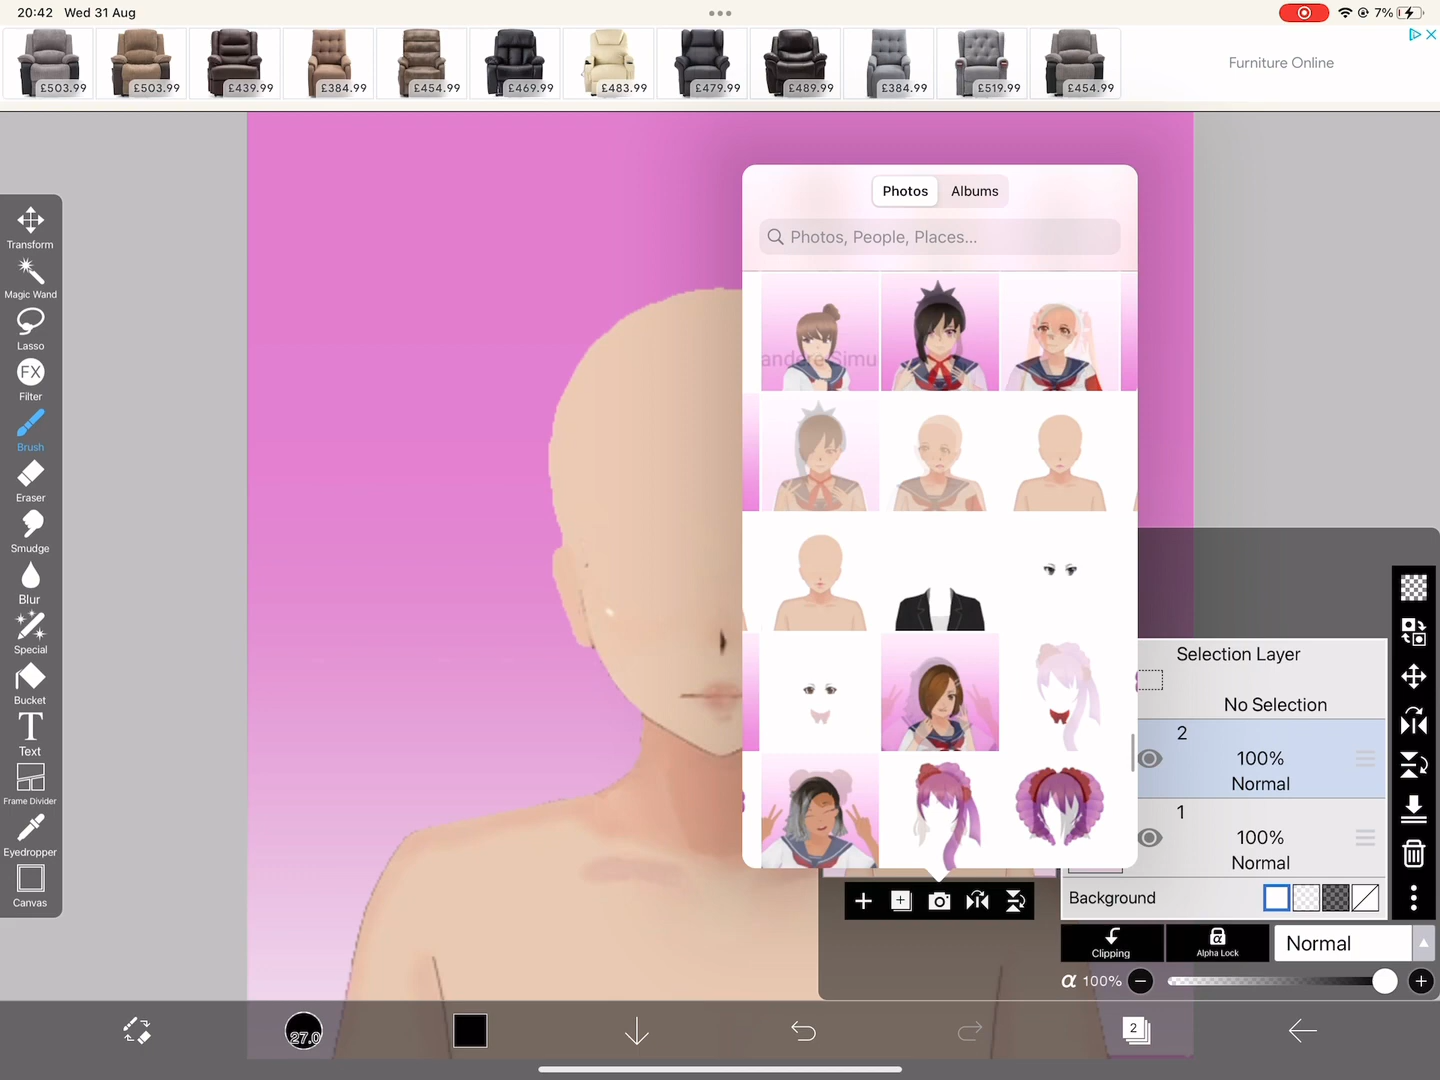 20:42 Wed 31 Aug
7%
£503.99
£503.99
£439.99
£384.99
£454.99
£469.99
£483.99
£479.99
£489.99
£384.99
£519.99
£454.99
Furniture Online
Photos
Albums
Photos, People, Places...
andere Simu
Transform
Magic Wand
Lasso
FX
Filter
Brush
Eraser
Smudge
Blur
Special
Bucket
T
Text
Frame Divider
Eyedropper
Canvas
Selection Layer
No Selection
2
100%
Normal
1
100%
Normal
Background
Clipping
α
Alpha Lock
Normal
α 100%
27.0
2